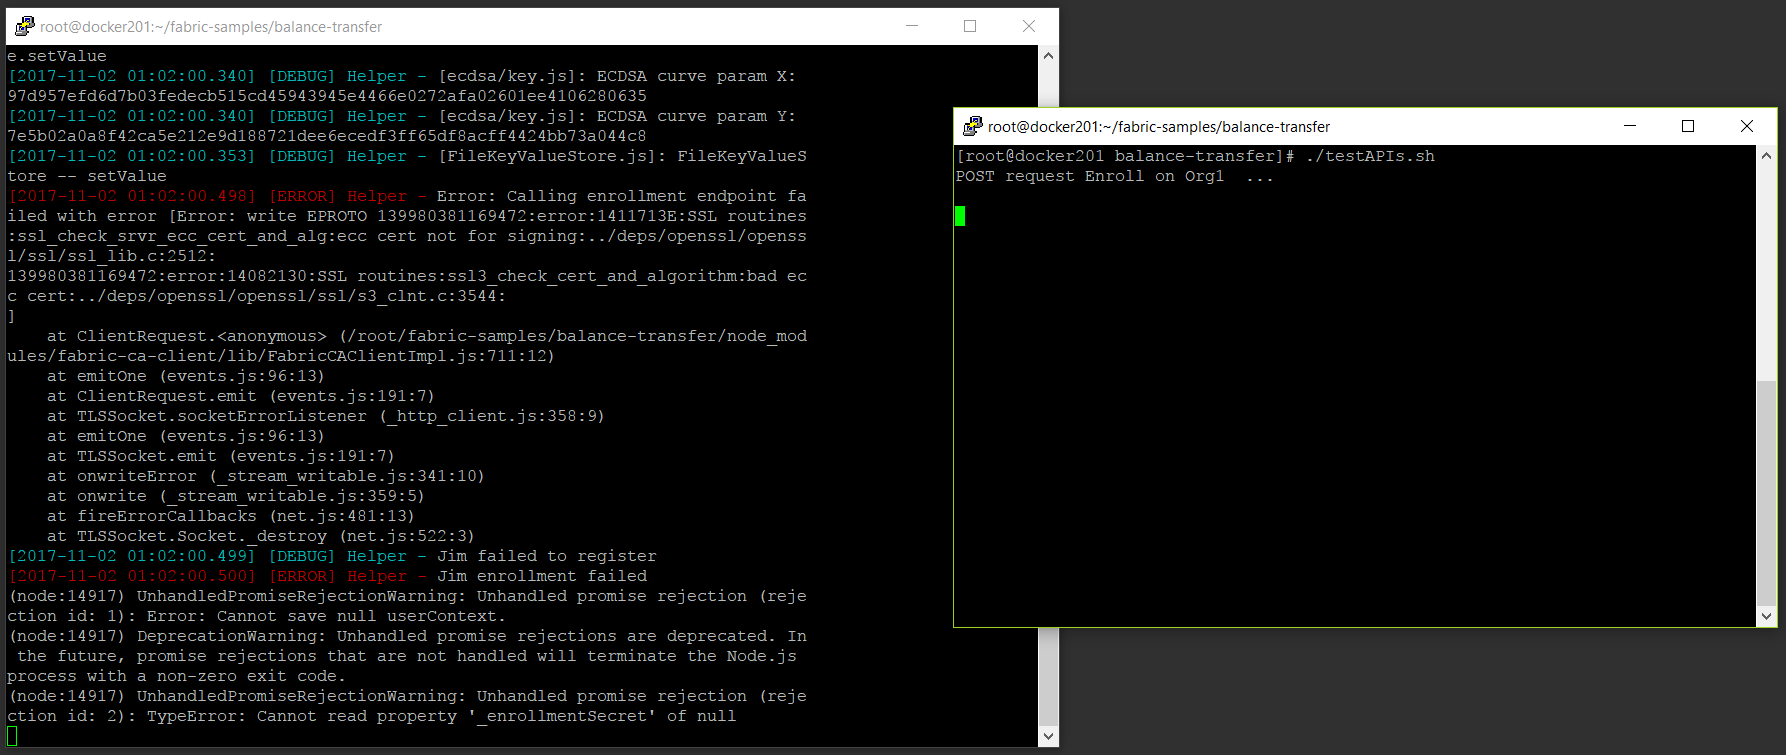 root@docker201:~/fabric-samples/balance-transfer
e.setValue
[2017-11-02 01:02:00.340] [DEBUG] Helper - [ecdsa/key.js]: ECDSA curve param X:
97d957efd6d7b03fedecb515cd45943945e4466e0272afa02601ee4106280635
[2017-11-02 01:02:00.340] [DEBUG] Helper - [ecdsa/key.js]: ECDSA curve param Y:
7e5b02a0a8f42ca5e212e9d188721dee6ecedf3ff65df8acff4424bb73a044c8
[2017-11-02 01:02:00.353] [DEBUG] Helper - [FileKeyValueStore.js]: FileKeyValueS
tore -- setValue
[2017-11-02 01:02:00.498] [ERROR] Helper - Error: Calling enrollment endpoint fa
iled with error [Error: write EPROTO 139980381169472:error:1411713E:SSL routines
:ssl_check_srvr_ecc_cert_and_alg:ecc cert not for signing:../deps/openssl/openss
l/ssl/ssl_lib.c:2512:
139980381169472:error:14082130:SSL routines:ssl3_check_cert_and_algorithm:bad ec
c cert:../deps/openssl/openssl/ssl/s3_clnt.c:3544:
]
    at ClientRequest.<anonymous> (/root/fabric-samples/balance-transfer/node_mod
ules/fabric-ca-client/lib/FabricCAClientImpl.js:711:12)
    at emitOne (events.js:96:13)
    at ClientRequest.emit (events.js:191:7)
    at TLSSocket.socketErrorListener (_http_client.js:358:9)
    at emitOne (events.js:96:13)
    at TLSSocket.emit (events.js:191:7)
    at onwriteError (_stream_writable.js:341:10)
    at onwrite (_stream_writable.js:359:5)
    at fireErrorCallbacks (net.js:481:13)
    at TLSSocket.Socket._destroy (net.js:522:3)
[2017-11-02 01:02:00.499] [DEBUG] Helper - Jim failed to register
[2017-11-02 01:02:00.500] [ERROR] Helper - Jim enrollment failed
(node:14917) UnhandledPromiseRejectionWarning: Unhandled promise rejection (reje
ction id: 1): Error: Cannot save null userContext.
(node:14917) DeprecationWarning: Unhandled promise rejections are deprecated. In
 the future, promise rejections that are not handled will terminate the Node.js
process with a non-zero exit code.
(node:14917) UnhandledPromiseRejectionWarning: Unhandled promise rejection (reje
ction id: 2): TypeError: Cannot read property '_enrollmentSecret' of null
root@docker201:~/fabric-samples/balance-transfer
[root@docker201 balance-transfer]# ./testAPIs.sh
POST request Enroll on Org1  ...